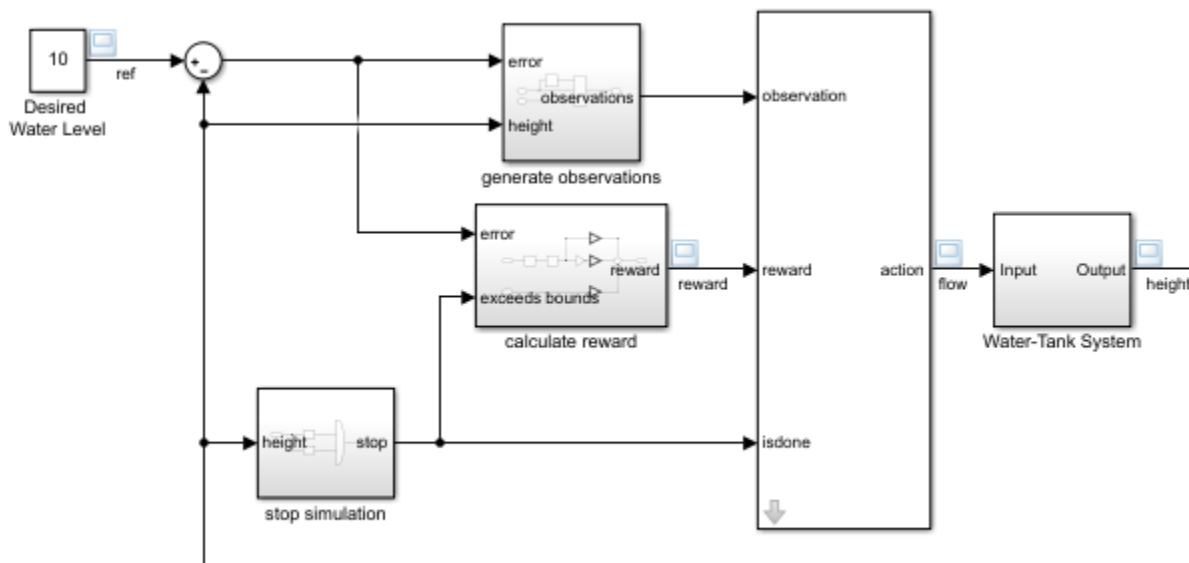 10
ref
Desired
Water Level
+
−
error
observations
height
generate observations
observation
error
reward
exceeds bounds
calculate reward
reward
reward
action
flow
Input
Output
height
Water-Tank System
height
stop
stop simulation
isdone